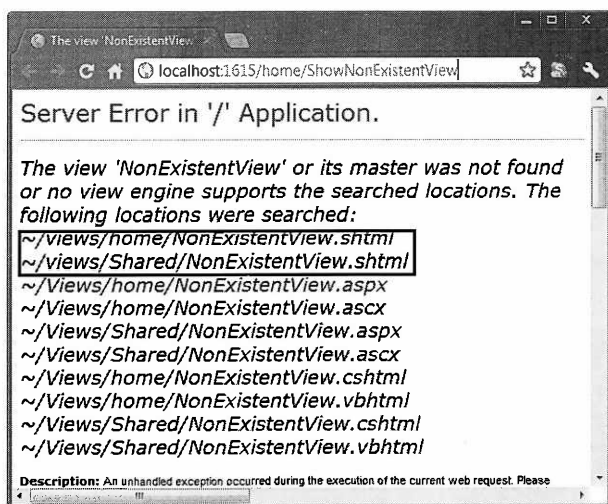 The view 'NonExistentView
localhost:1615/home/ShowNonExistentView
Server Error in '/' Application.
The view 'NonExistentView' or its master was not found
or no view engine supports the searched locations. The
following locations were searched:
~/views/home/NonExistentView.shtml
~/views/Shared/NonExistentView.shtml
~/Views/home/NonExistentView.aspx
~/Views/home/NonExistentView.ascx
~/Views/Shared/NonExistentView.aspx
~/Views/Shared/NonExistentView.ascx
~/Views/home/NonExistentView.cshtml
~/Views/home/NonExistentView.vbhtml
~/Views/Shared/NonExistentView.cshtml
~/Views/Shared/NonExistentView.vbhtml
Description: An unhandled exception occurred during the execution of the current web request. Please